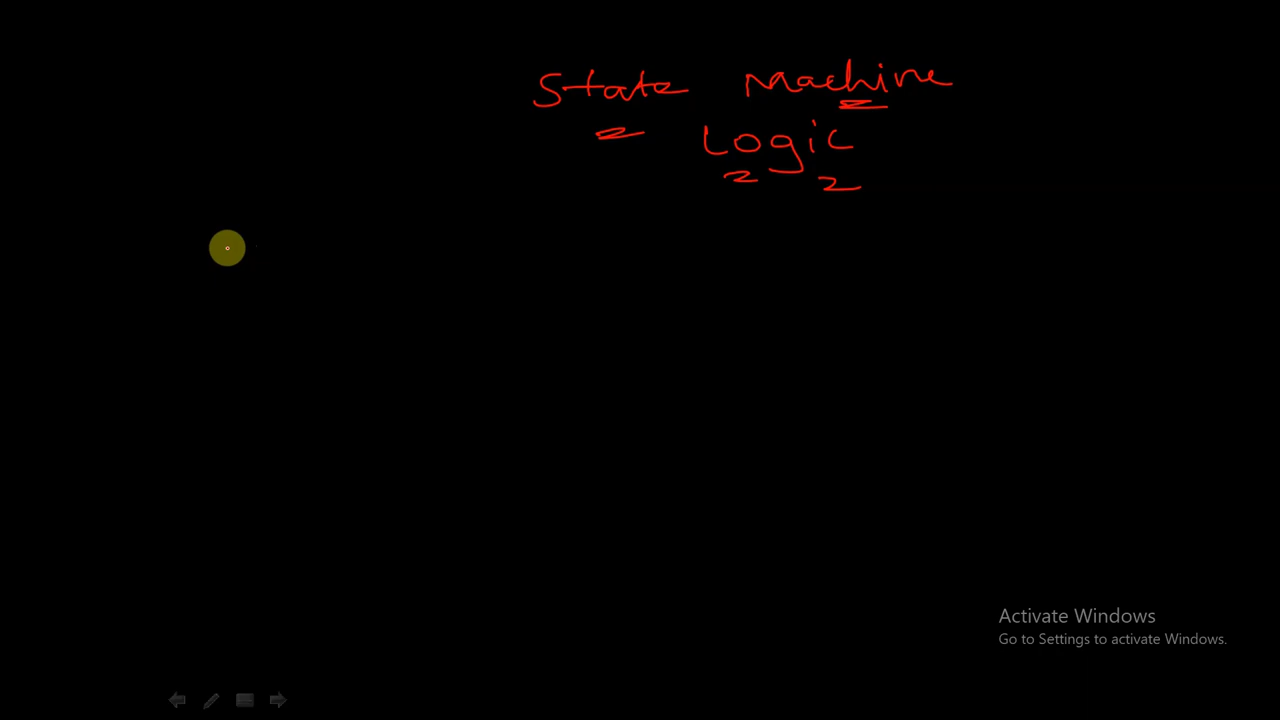 State Machine
Logic
Activate Windows
Go to Settings to activate Windows.